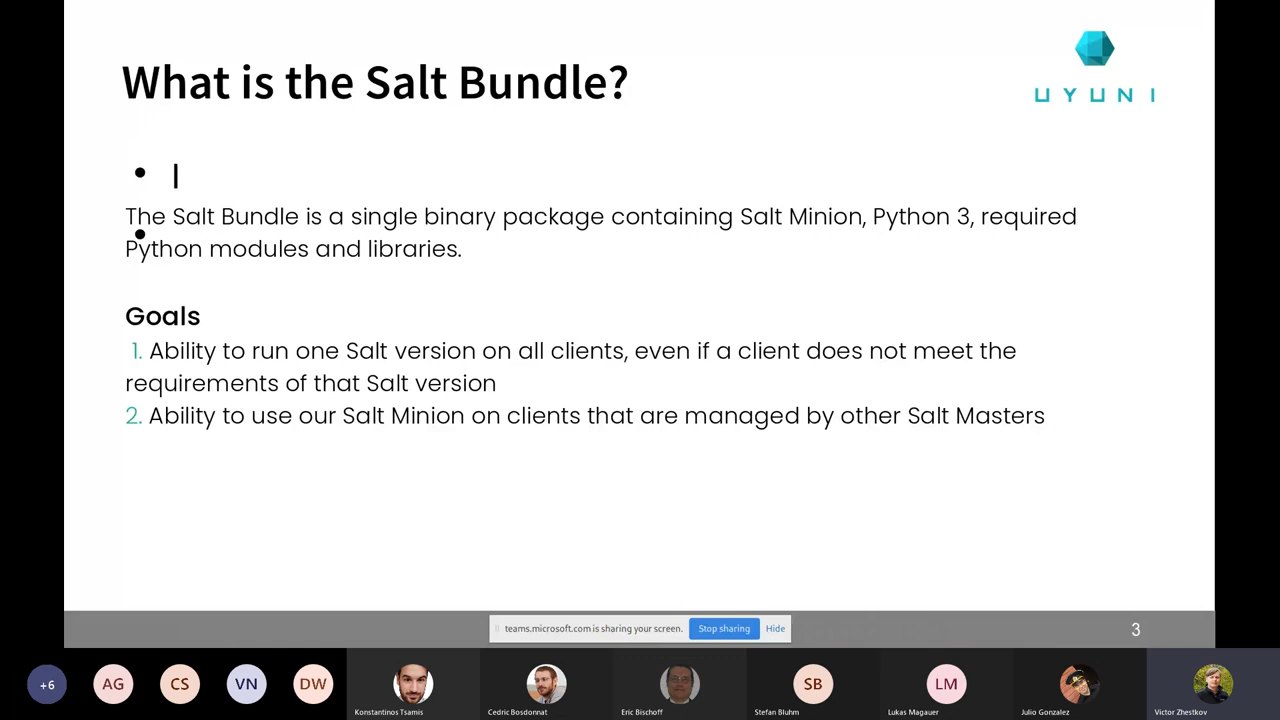 What is the Salt Bundle?
UYUNI
• |
The Salt Bundle is a single binary package containing Salt Minion, Python 3, required
•
Python modules and libraries.
Goals
1. Ability to run one Salt version on all clients, even if a client does not meet the
requirements of that Salt version
2. Ability to use our Salt Minion on clients that are managed by other Salt Masters
teams.microsoft.com is sharing your screen. Stop sharing Hide
3
+6 AG CS VN DW SB LM
Konstantinos Tsamis Cedric Bosdonnat Eric Bischoff Stefan Bluhm Lukas Magauer Julio Gonzalez Victor Zhestkov